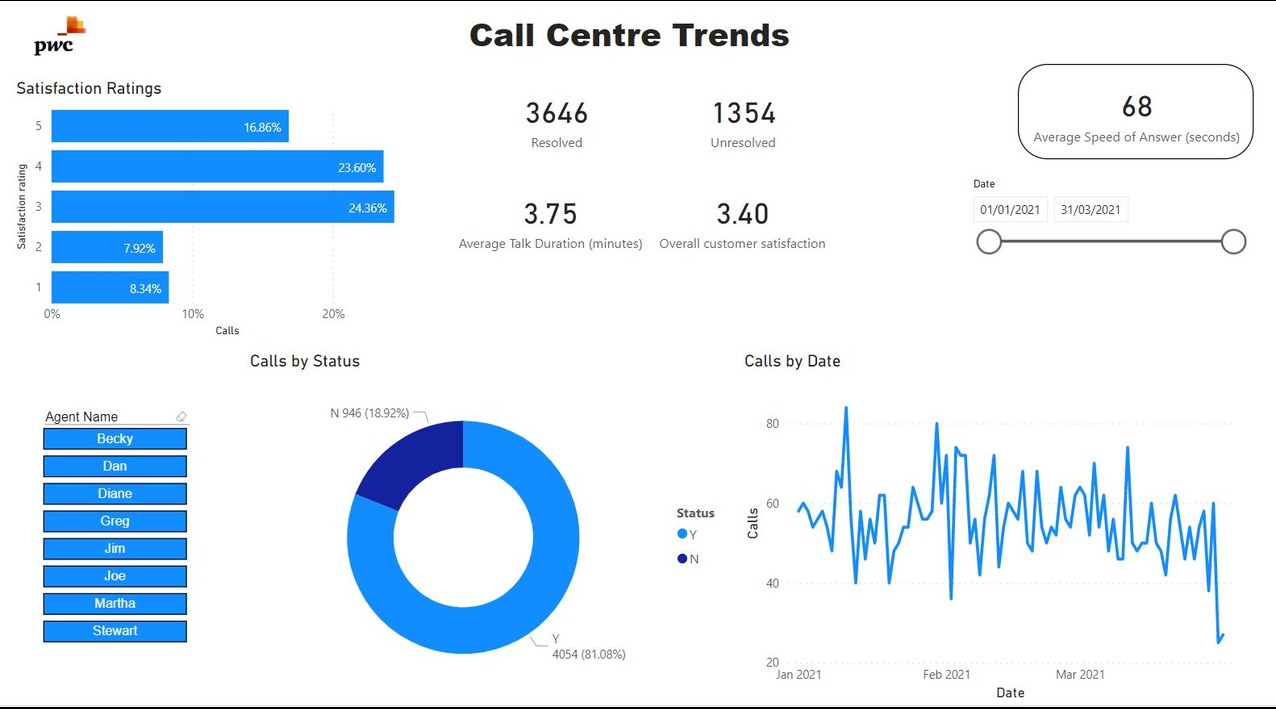 pwc
Call Centre Trends
Satisfaction Ratings
Satisfaction rating
5
16.86%
4
23.60%
3
24.36%
2
7.92%
1
8.34%
0%
10%
20%
Calls
3646
Resolved
1354
Unresolved
3.75
Average Talk Duration (minutes)
3.40
Overall customer satisfaction
68
Average Speed of Answer (seconds)
Date
01/01/2021
31/03/2021
Agent Name
Becky
Dan
Diane
Greg
Jim
Joe
Martha
Stewart
Calls by Status
N 946 (18.92%)
Y
4054 (81.08%)
Status
Y
N
Calls by Date
Calls
80
60
40
20
Jan 2021
Feb 2021
Mar 2021
Date